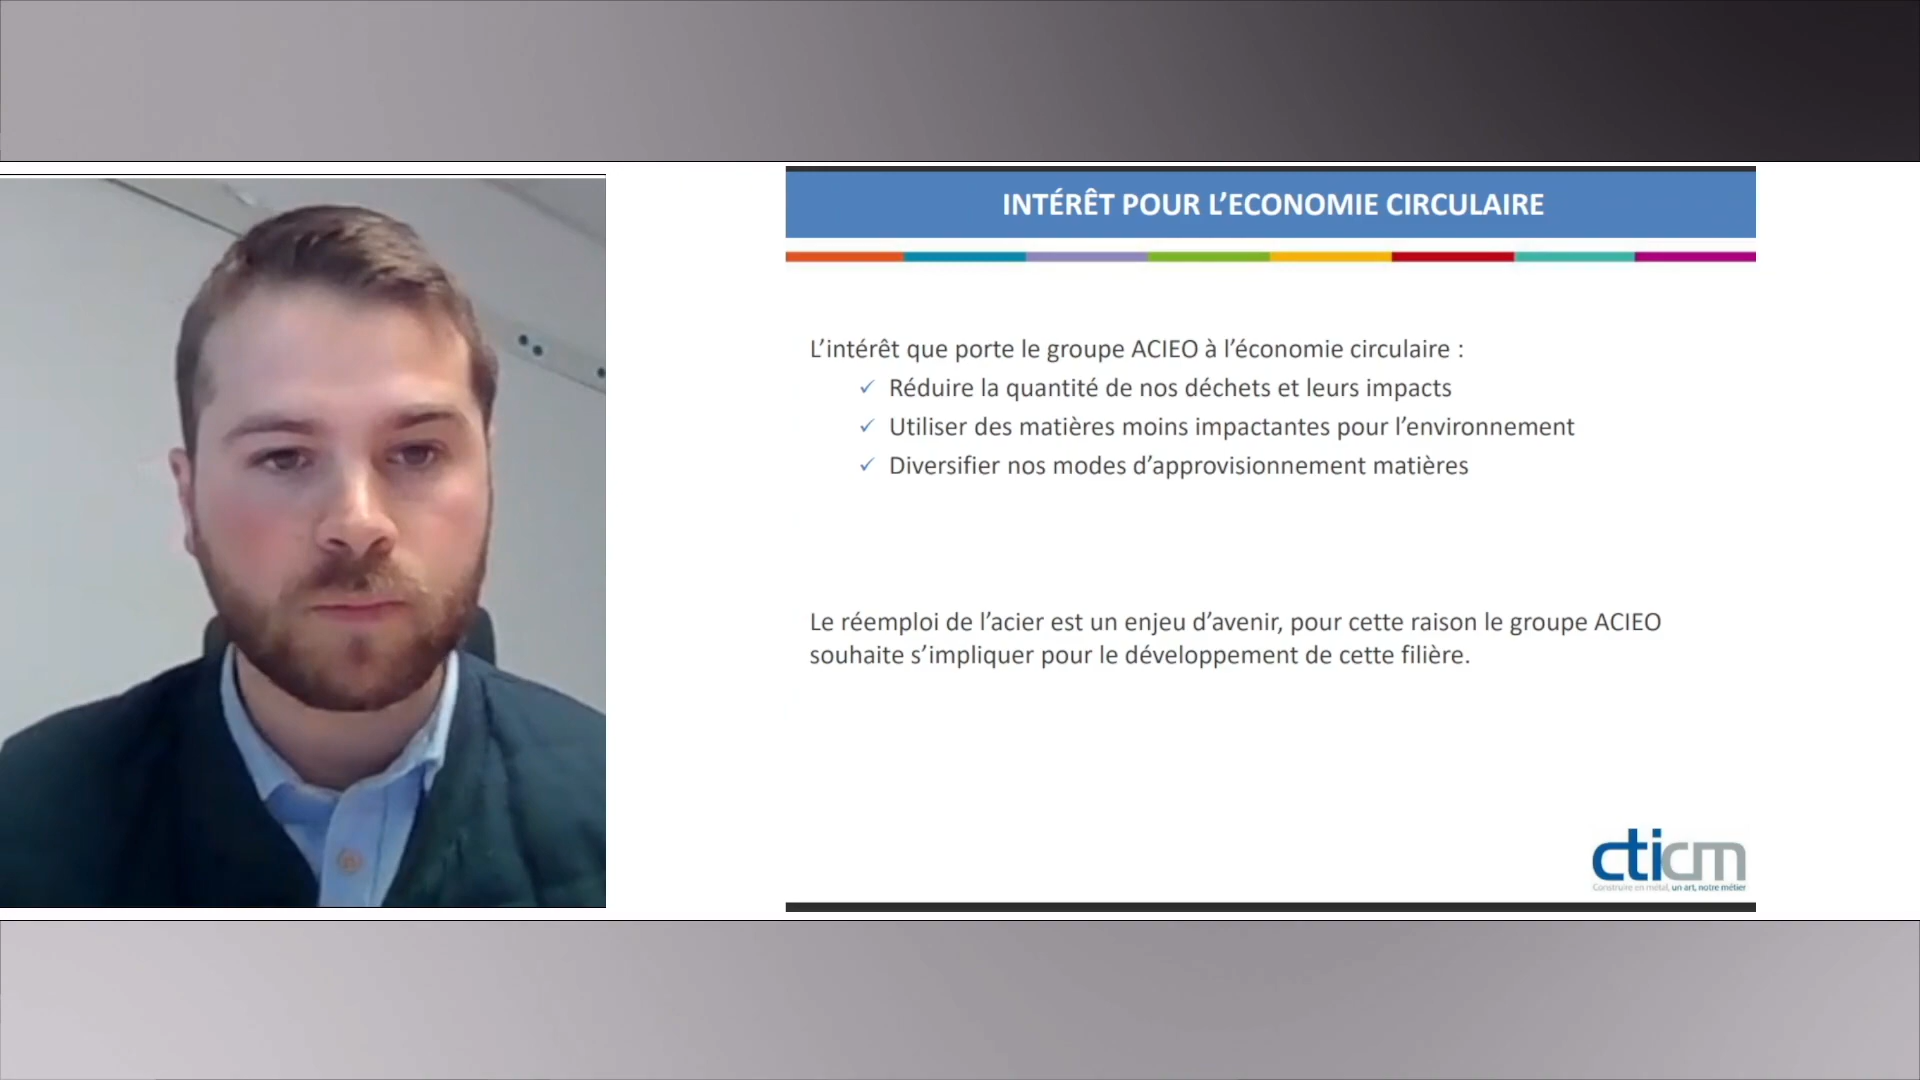 INTÉRÊT POUR L’ECONOMIE CIRCULAIRE
L’intérêt que porte le groupe ACIEO à l’économie circulaire :
✓ Réduire la quantité de nos déchets et leurs impacts
✓ Utiliser des matières moins impactantes pour l’environnement
✓ Diversifier nos modes d’approvisionnement matières
Le réemploi de l’acier est un enjeu d’avenir, pour cette raison le groupe ACIEO
souhaite s’impliquer pour le développement de cette filière.
cticm
Construire en métal, un art, notre métier